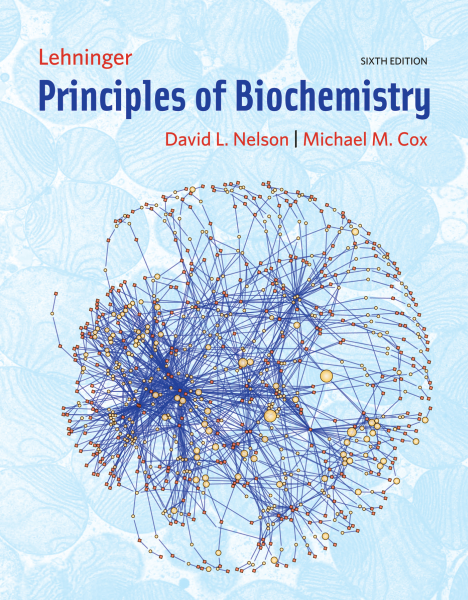 Lehninger
SIXTH EDITION
Principles of Biochemistry
David L. Nelson | Michael M. Cox